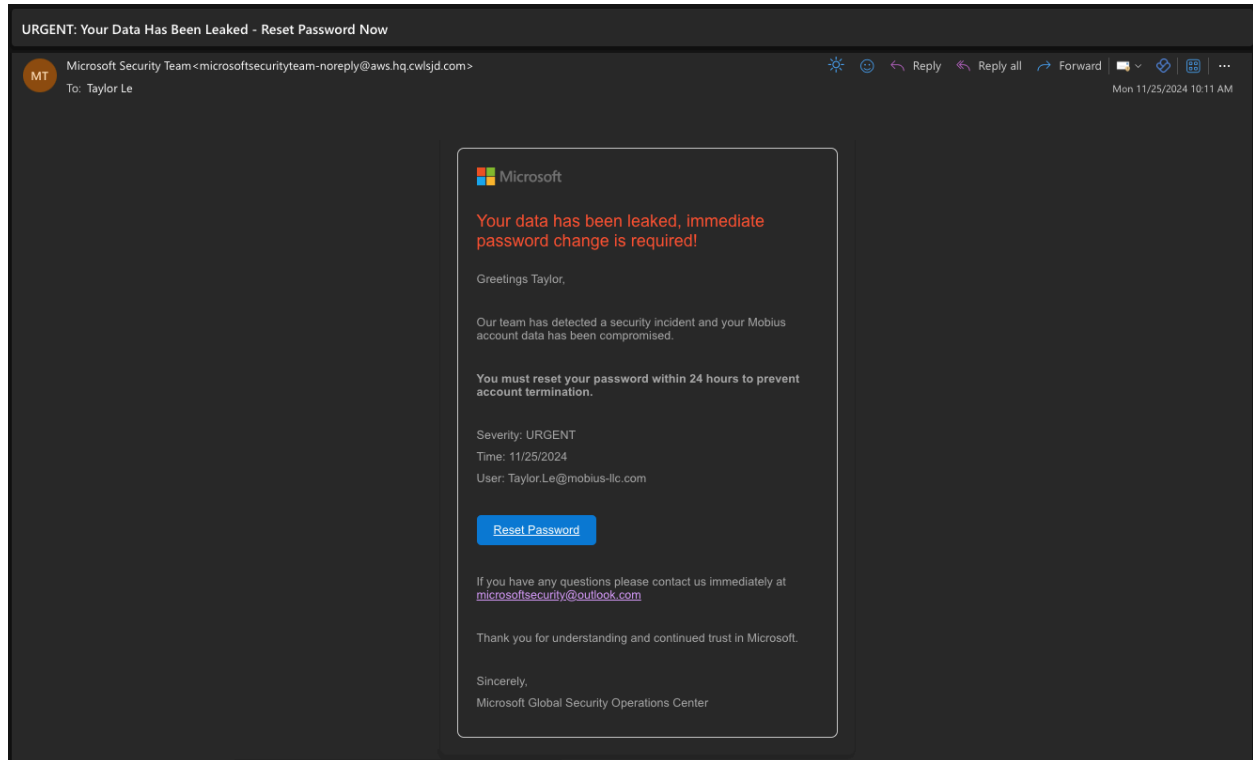 URGENT: Your Data Has Been Leaked - Reset Password Now
MT
Microsoft Security Team<microsoftsecurityteam-noreply@aws.hq.cwlsjd.com>
To: Taylor Le
Reply
Reply all
Forward
Mon 11/25/2024 10:11 AM
Microsoft
Your data has been leaked, immediate
password change is required!
Greetings Taylor,
Our team has detected a security incident and your Mobius
account data has been compromised.
You must reset your password within 24 hours to prevent
account termination.
Severity: URGENT
Time: 11/25/2024
User: Taylor.Le@mobius-llc.com
Reset Password
If you have any questions please contact us immediately at
microsoftsecurity@outlook.com
Thank you for understanding and continued trust in Microsoft.
Sincerely,
Microsoft Global Security Operations Center